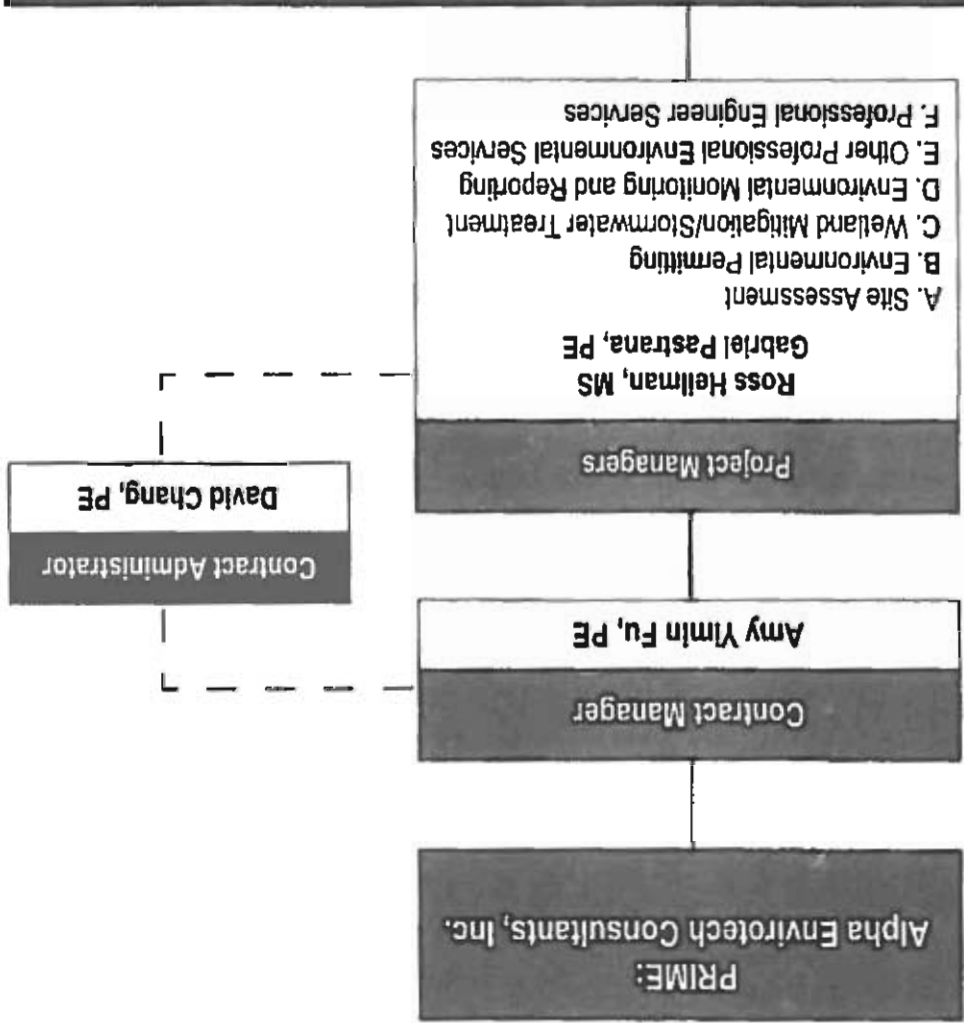 PRIME:
Alpha Envirotech Consultants, Inc.
Contract Manager
Amy Yimin Fu, PE
Contract Administrator
David Chang, PE
Project Managers
Ross Hellman, MS
Gabriel Pastrana, PE
A. Site Assessment
B. Environmental Permitting
C. Wetland Mitigation/Stormwater Treatment
D. Environmental Monitoring and Reporting
E. Other Professional Environmental Services
F. Professional Engineer Services